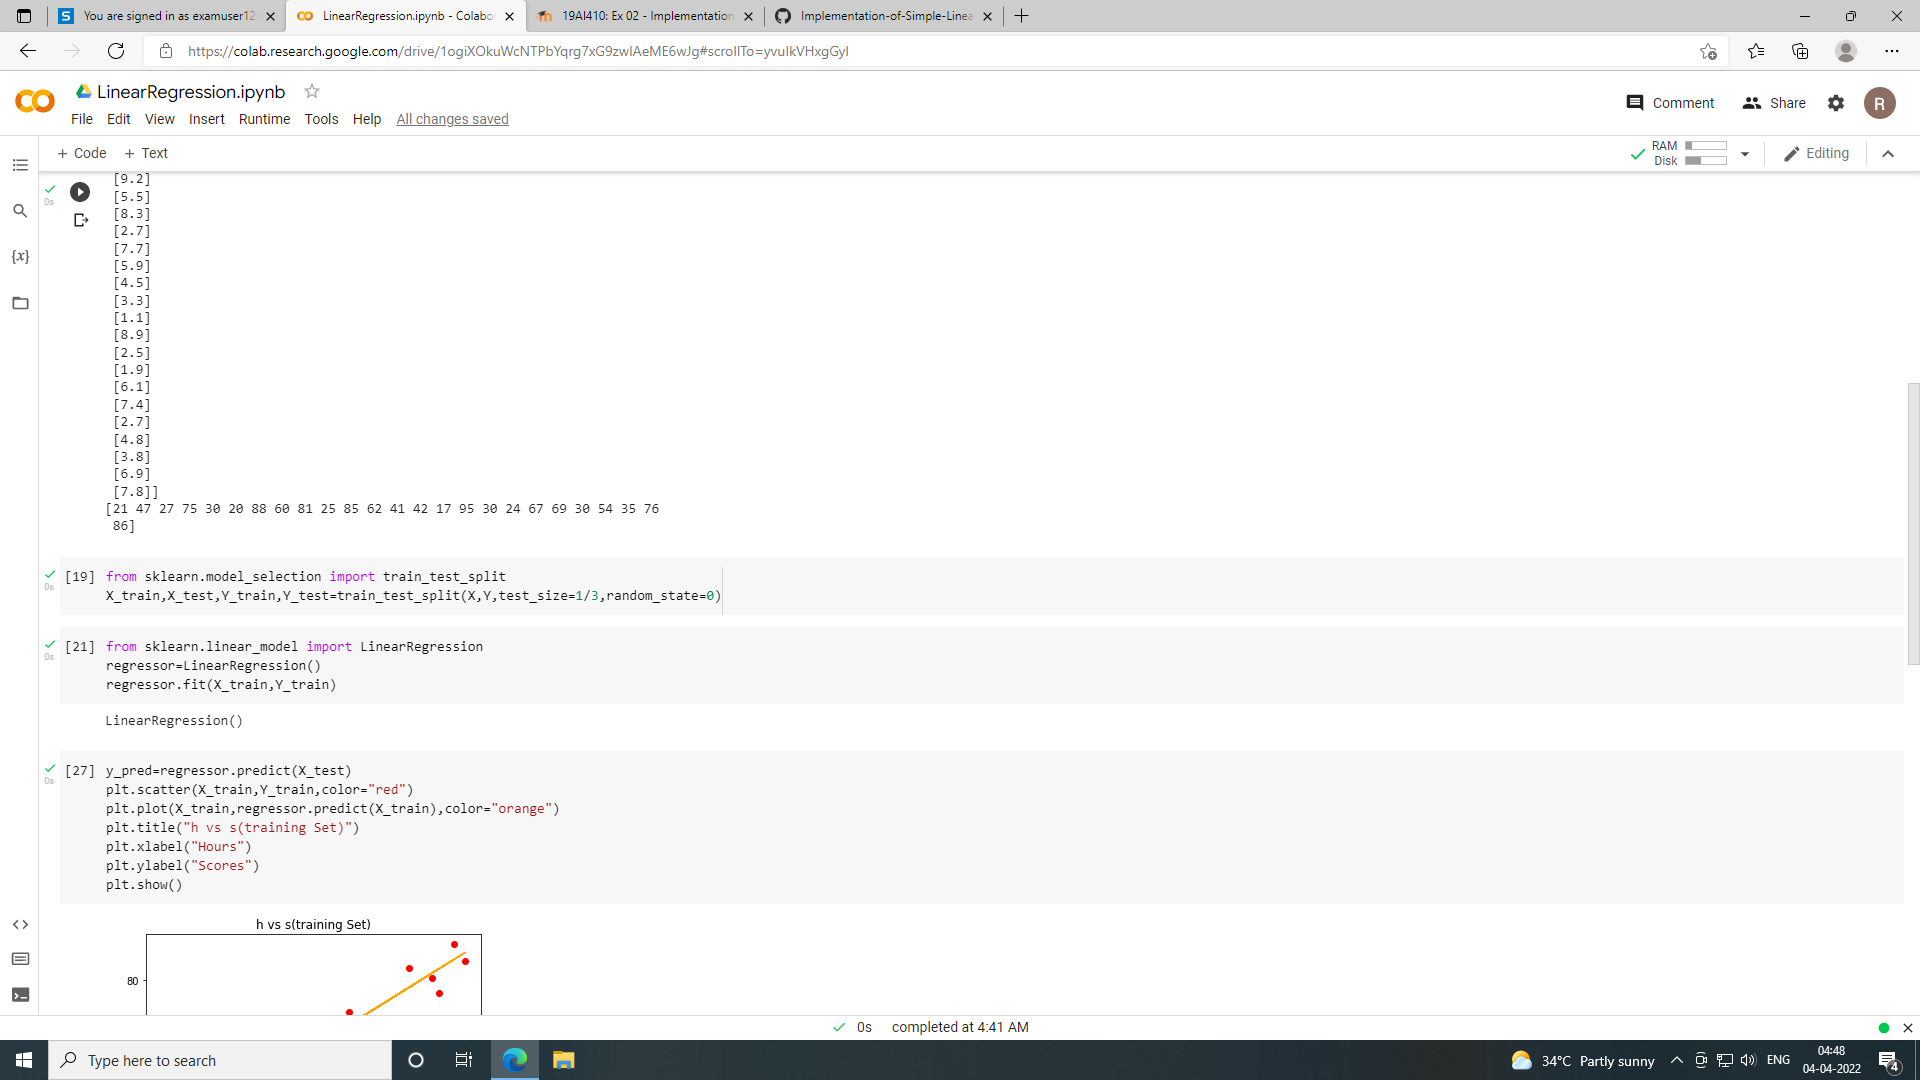 You are signed in as examuser12
LinearRegression.ipynb - Colabo
19AI410: Ex 02 - Implementation
Implementation-of-Simple-Linea
https://colab.research.google.com/drive/1ogiXOkuWcNTPbYqrg7xG9zwIAeME6wJg#scrollTo=yvuIkVHxgGyI
LinearRegression.ipynb
Comment
Share
R
File Edit View Insert Runtime Tools Help All changes saved
+ Code + Text
RAM
Disk
Editing
[9.2]
[5.5]
[8.3]
[2.7]
[7.7]
[5.9]
[4.5]
[3.3]
[1.1]
[8.9]
[2.5]
[1.9]
[6.1]
[7.4]
[2.7]
[4.8]
[3.8]
[6.9]
[7.8]]
[21 47 27 75 30 20 88 60 81 25 85 62 41 42 17 95 30 24 67 69 30 54 35 76
86]
0s
[19] from sklearn.model_selection import train_test_split
X_train,X_test,Y_train,Y_test=train_test_split(X,Y,test_size=1/3,random_state=0)
0s
[21] from sklearn.linear_model import LinearRegression
regressor=LinearRegression()
regressor.fit(X_train,Y_train)
0s
LinearRegression()
[27] y_pred=regressor.predict(X_test)
plt.scatter(X_train,Y_train,color="red")
plt.plot(X_train,regressor.predict(X_train),color="orange")
plt.title("h vs s(training Set)")
plt.xlabel("Hours")
plt.ylabel("Scores")
plt.show()
0s
h vs s(training Set)
80
0s completed at 4:41 AM
Type here to search
34°C Partly sunny
ENG
04:48
04-04-2022
4
{x}